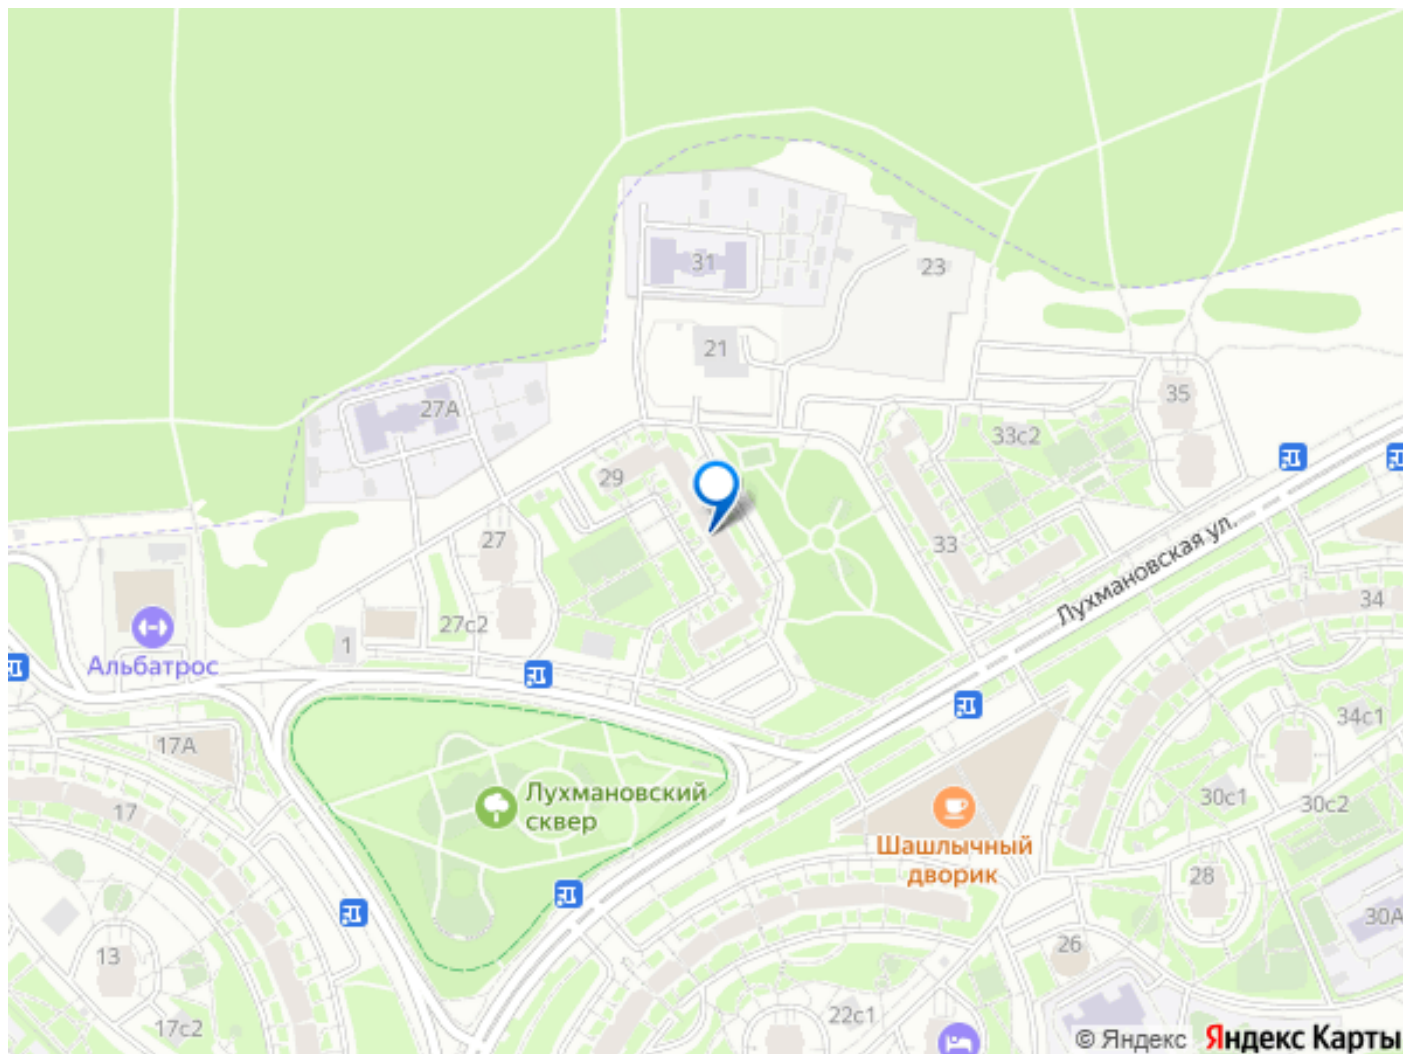 31
23
21
35
27А
33с2
29
27
33
Лухмановская ул.
34
1
27с2
Альбатрос
34с1
17А
17
Лухмановский
сквер
30с1
30с2
Шашлычный
дворик
28
30А
13
26
17с2
22с1
© Яндекс Яндекс Карты